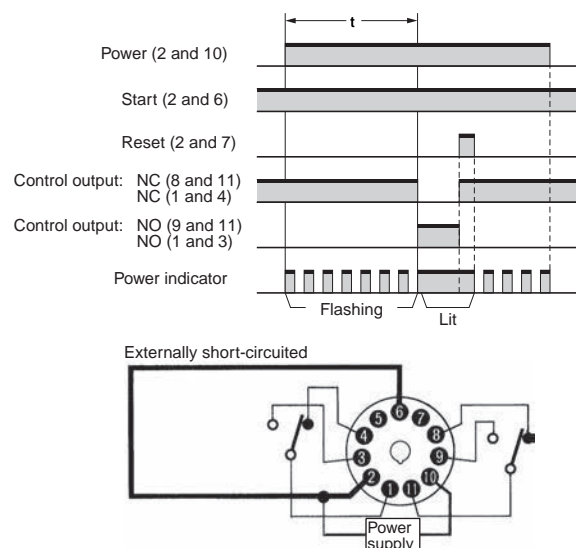 t
Power (2 and 10)
Start (2 and 6)
Reset (2 and 7)
Control output: NC (8 and 11)
NC (1 and 4)
Control output: NO (9 and 11)
NO (1 and 3)
Power indicator
Flashing
Lit
Externally short-circuited
5 6 7
4 8
3 9
2 10
1 11
Power
supply